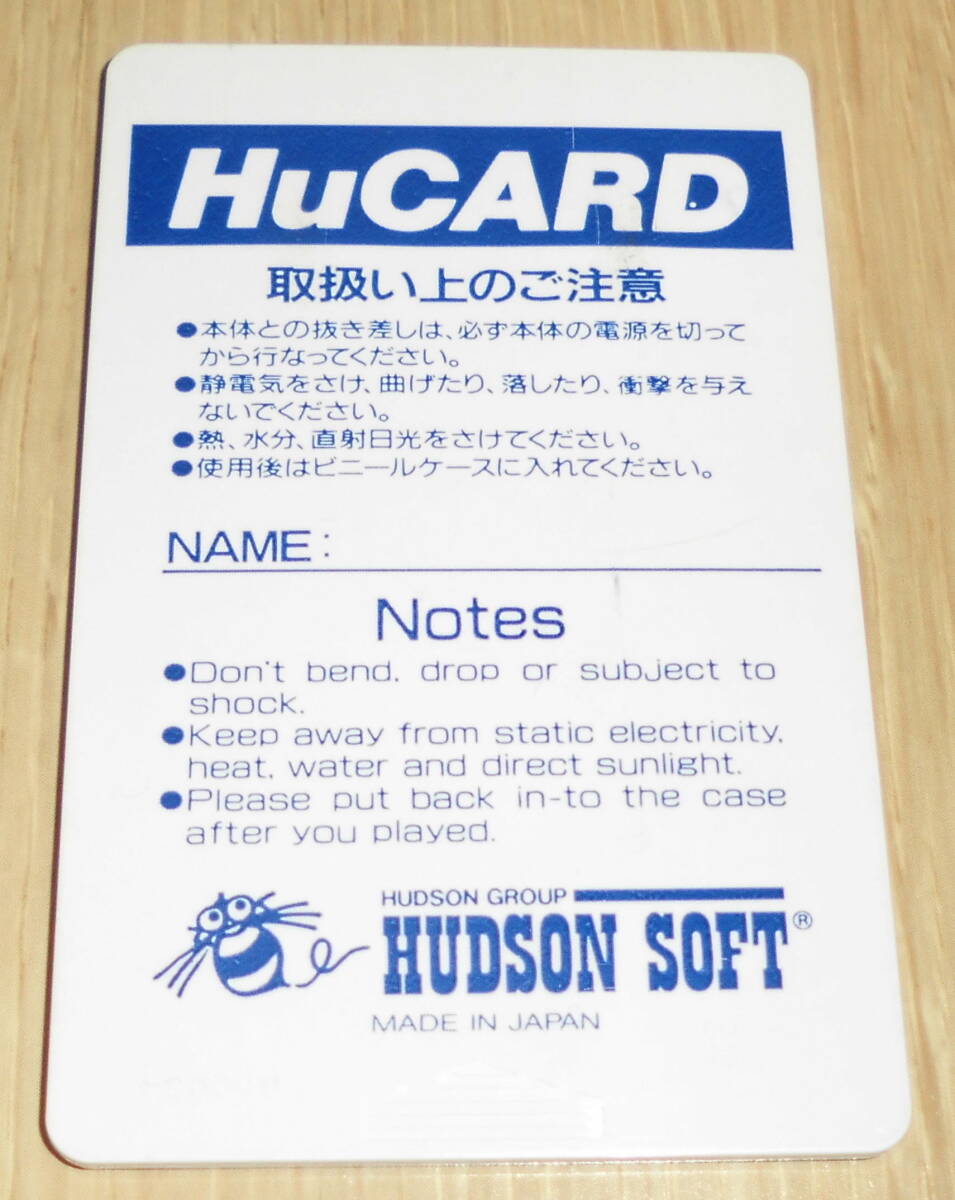 HuCARD
取扱い上のご注意
●本体との抜き差しは、必ず本体の電源を切って
から行なってください。
●静電気をさけ、曲げたり、落したり、衝撃を与え
ないでください。
●熱、水分、直射日光をさけてください。
●使用後はビニールケースに入れてください。
NAME:
Notes
●Don't bend, drop or subject to
shock.
●Keep away from static electricity,
heat, water and direct sunlight.
●Please put back in-to the case
after you played.
HUDSON GROUP
HUDSON SOFT®
MADE IN JAPAN